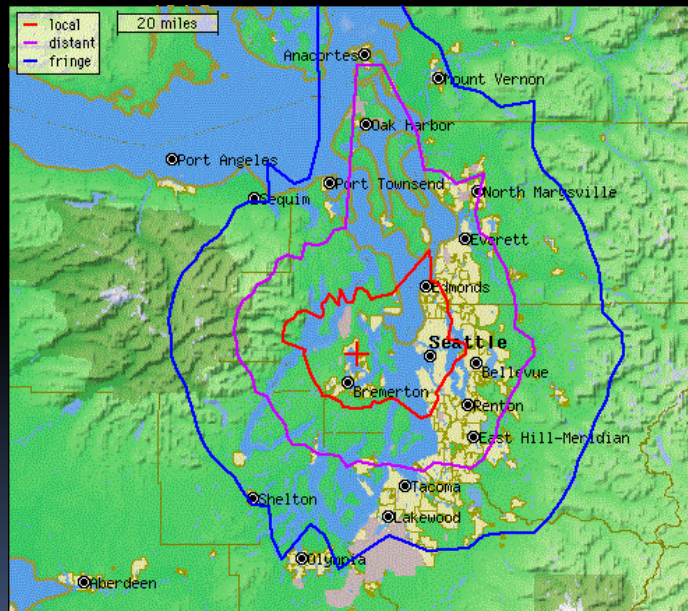 local
distant
fringe
20 miles
Anacortes
Mount Vernon
Oak Harbor
Port Angeles
Port Townsend
North Marysville
Sequim
Everett
Edmonds
Seattle
Bellevue
Bremerton
Renton
East Hill-Meridian
Tacoma
Shelton
Lakewood
Olympia
Aberdeen